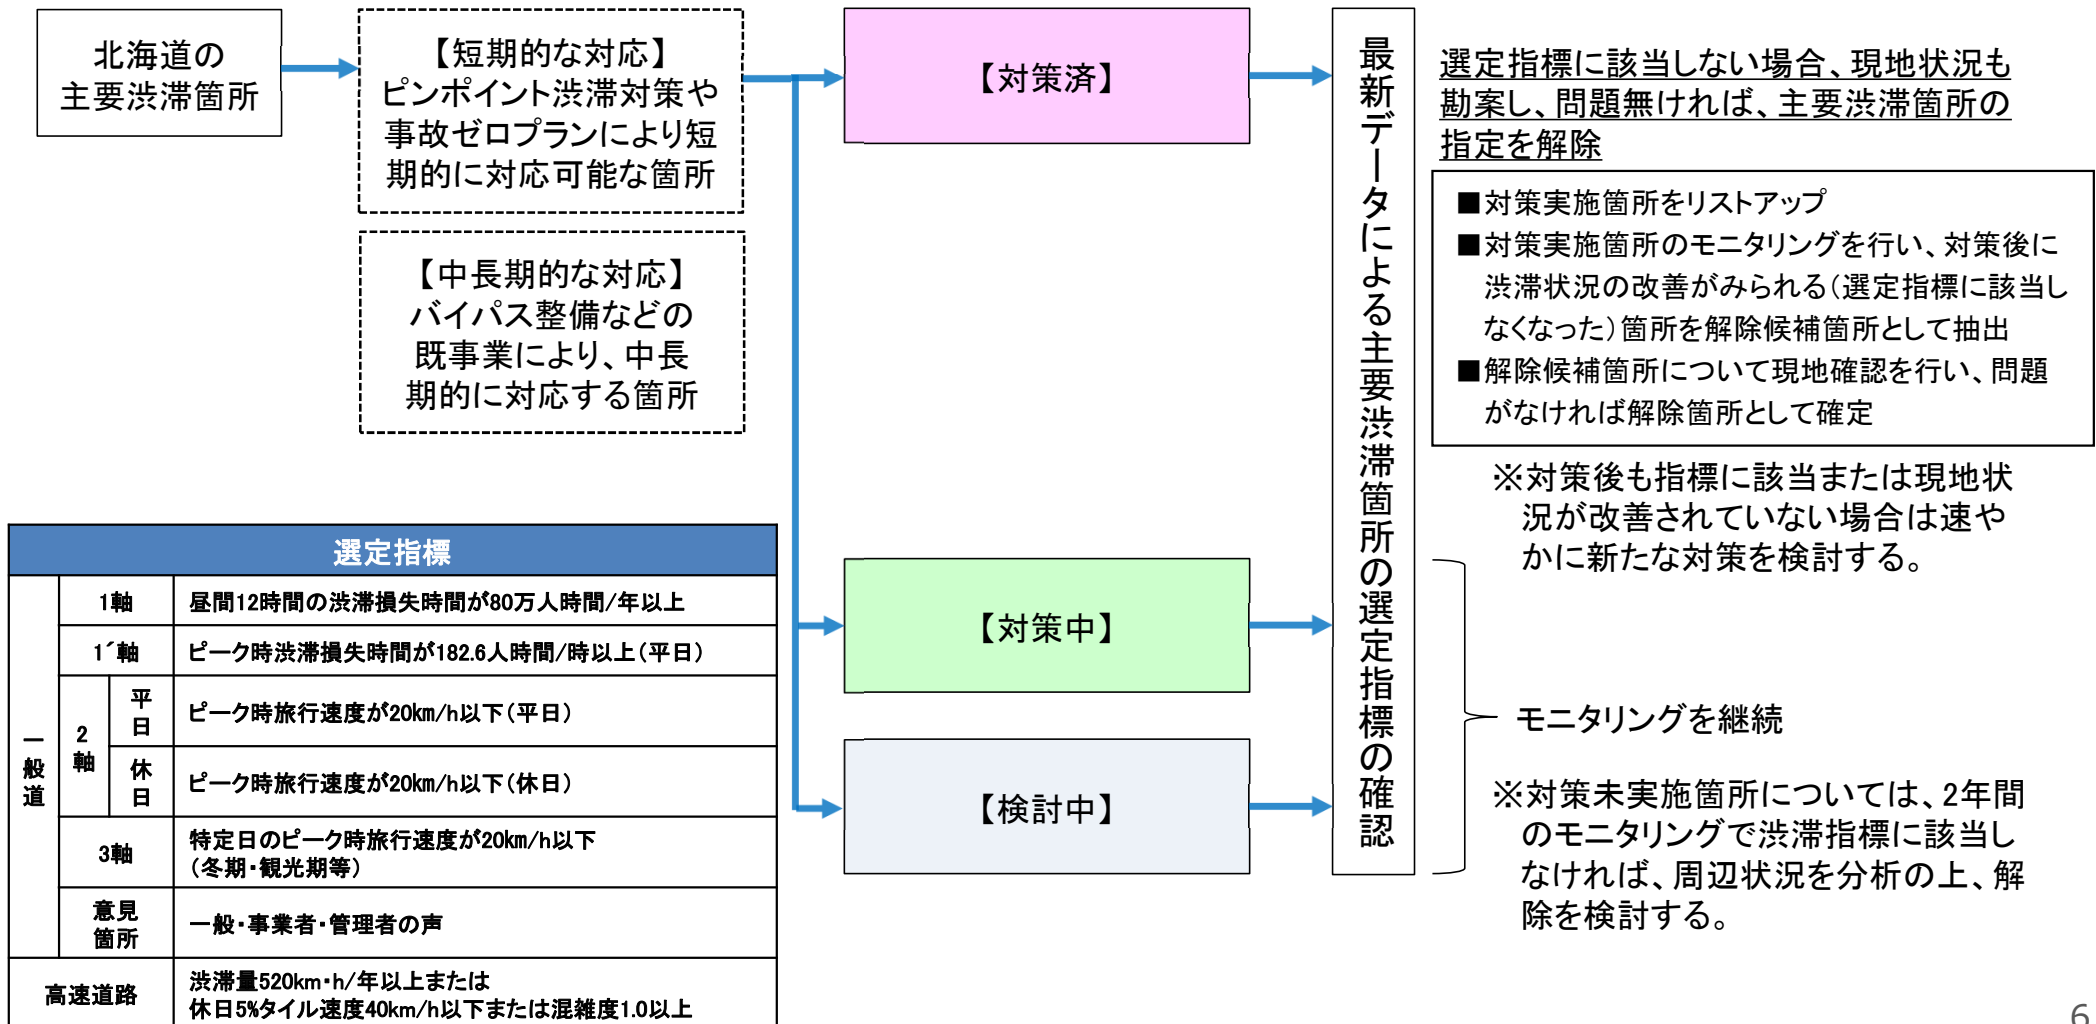 北海道の
主要渋滞箇所
【短期的な対応】
ピンポイント渋滞対策や
事故ゼロプランにより短
期的に対応可能な箇所
【中長期的な対応】
バイパス整備などの
既事業により、中長
期的に対応する箇所
【対策済】
【対策中】
【検討中】
最新データによる主要渋滞箇所の選定指標の確認
選定指標に該当しない場合、現地状況も
勘案し、問題無ければ、主要渋滞箇所の
指定を解除
■対策実施箇所をリストアップ
■対策実施箇所のモニタリングを行い、対策後に
渋滞状況の改善がみられる(選定指標に該当し
なくなった)箇所を解除候補箇所として抽出
■解除候補箇所について現地確認を行い、問題
がなければ解除箇所として確定
※対策後も指標に該当または現地状
況が改善されていない場合は速や
かに新たな対策を検討する。
モニタリングを継続
※対策未実施箇所については、2年間
のモニタリングで渋滞指標に該当し
なければ、周辺状況を分析の上、解
除を検討する。
選定指標
一般道
1軸
昼間12時間の渋滞損失時間が80万人時間/年以上
1´軸
ピーク時渋滞損失時間が182.6人時間/時以上(平日)
2軸
平日
ピーク時旅行速度が20km/h以下(平日)
休日
ピーク時旅行速度が20km/h以下(休日)
3軸
特定日のピーク時旅行速度が20km/h以下
(冬期・観光期等)
意見
箇所
一般・事業者・管理者の声
高速道路
渋滞量520km・h/年以上または
休日5%タイル速度40km/h以下または混雑度1.0以上
6